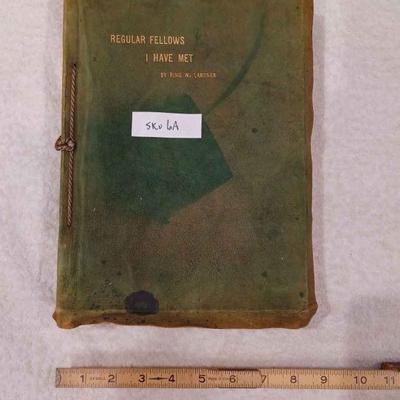 REGULAR FELLOWS
I HAVE MET
BY RING W. LARDNER
SKU 6A
1 2 3 4 5 6 7 8 9 10 11